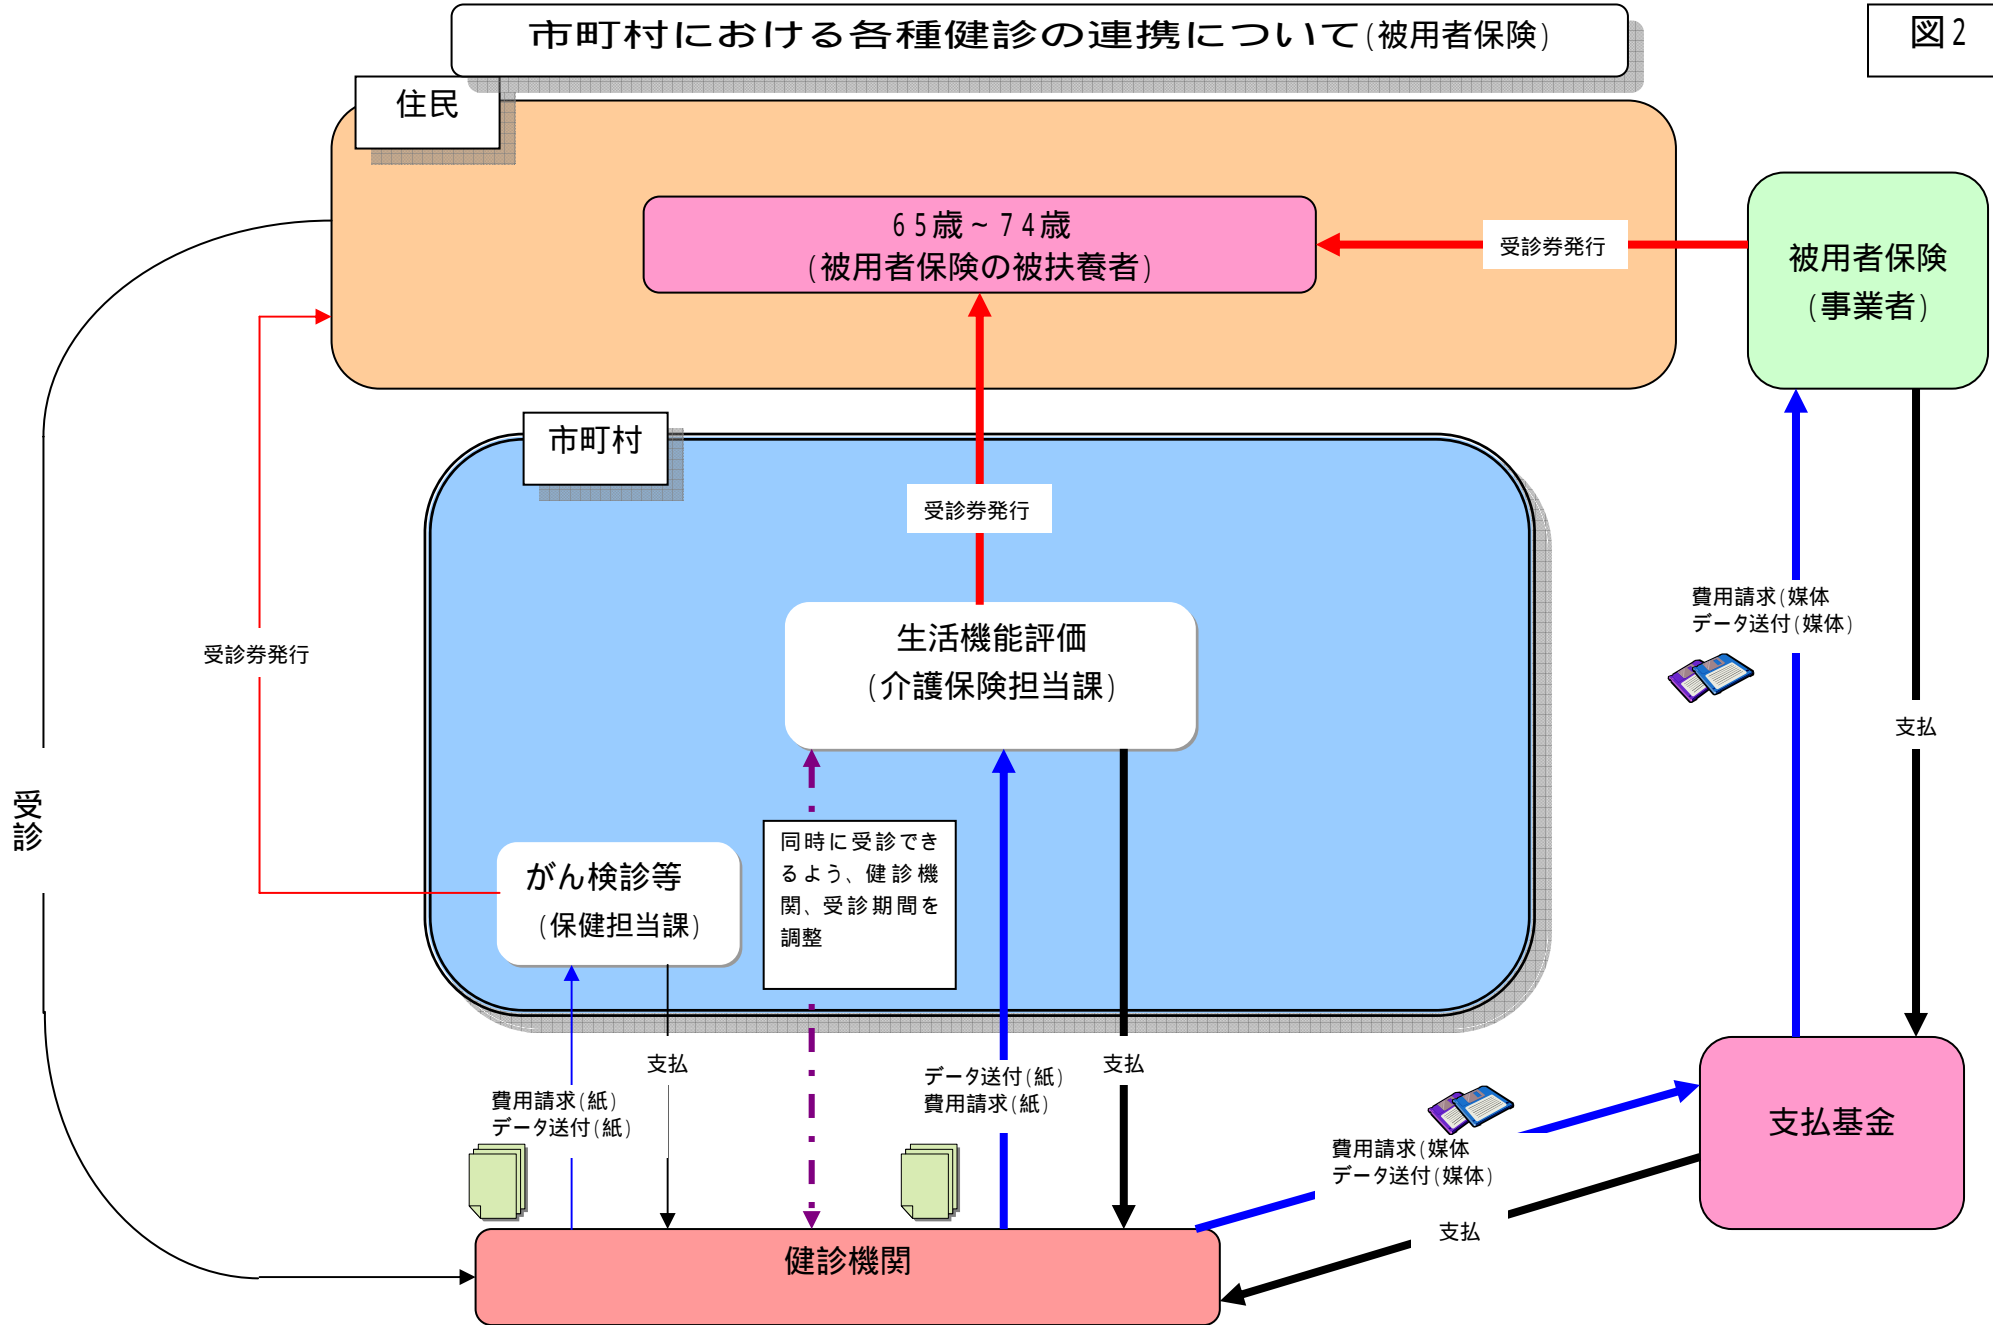 市町村における各種健診の連携について(被用者保険)
図2
住民
65歳~74歳
(被用者保険の被扶養者)
受診券発行
被用者保険
(事業者)
市町村
受診券発行
生活機能評価
(介護保険担当課)
費用請求(媒体
データ送付(媒体)
受診券発行
支払
受診
同時に受診でき
るよう、健診機
関、受診期間を
調整
がん検診等
(保健担当課)
支払
費用請求(紙)
データ送付(紙)
データ送付(紙)
費用請求(紙)
支払
費用請求(媒体
データ送付(媒体)
支払基金
支払
健診機関